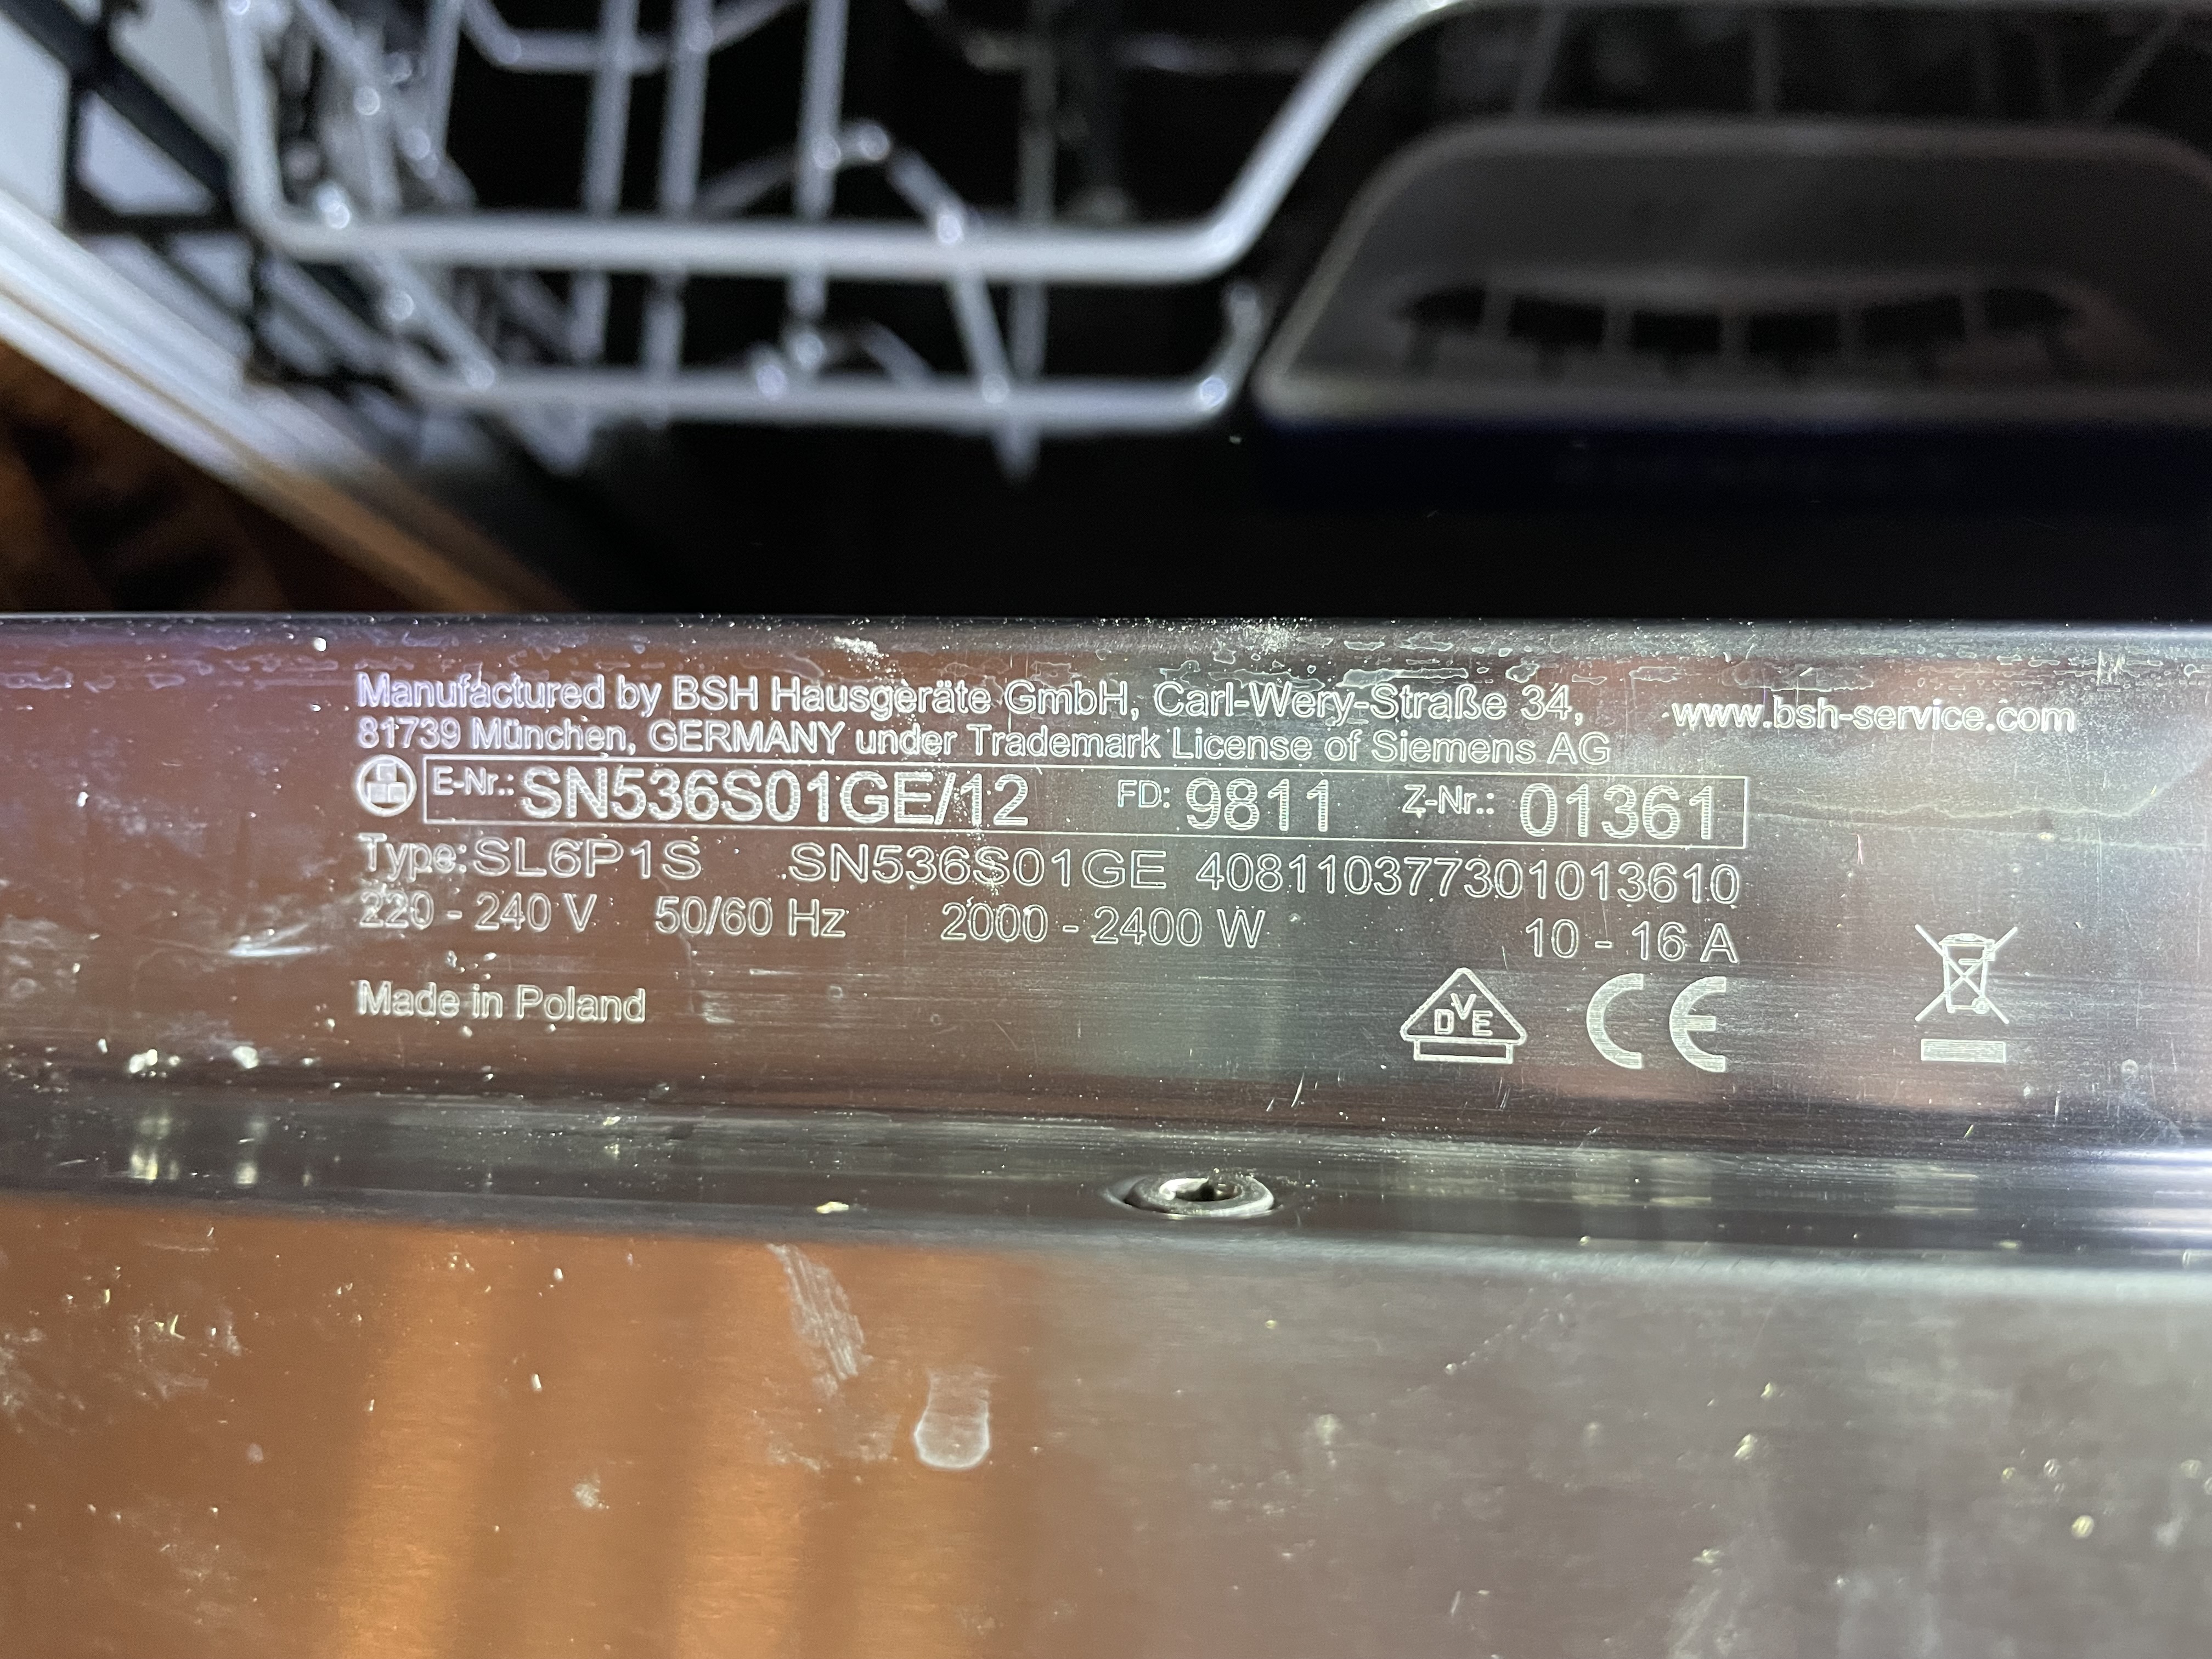 Manufactured by BSH Hausgeräte GmbH, Carl-Wery-Straße 34,
81739 München, GERMANY under Trademark License of Siemens AG
www.bsh-service.com
E-Nr.: SN536S01GE/12 FD: 9811 Z-Nr.: 01361
Type: SL6P1S SN536S01GE 408110377301013610
220 - 240 V 50/60 Hz 2000 - 2400 W 10 - 16 A
Made in Poland
DVE
CE